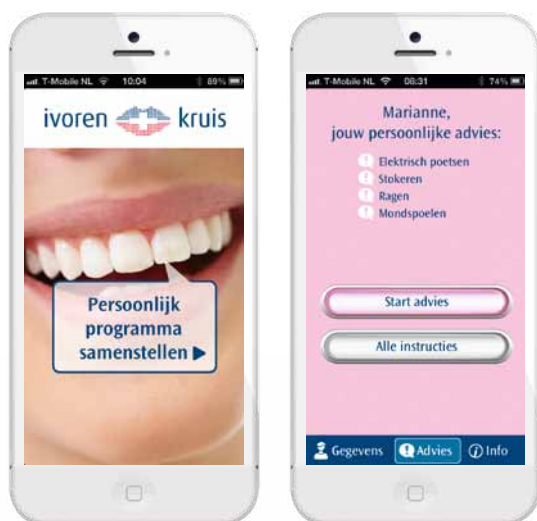 T-Mobile NL 10:04 89%
ivoren kruis
Persoonlijk
programma
samenstellen
T-Mobile NL 08:31 74%
Marianne,
jouw persoonlijke advies:
Elektrisch poetsen
Stokeren
Ragen
Mondspoelen
Start advies
Alle instructies
Gegevens Advies Info